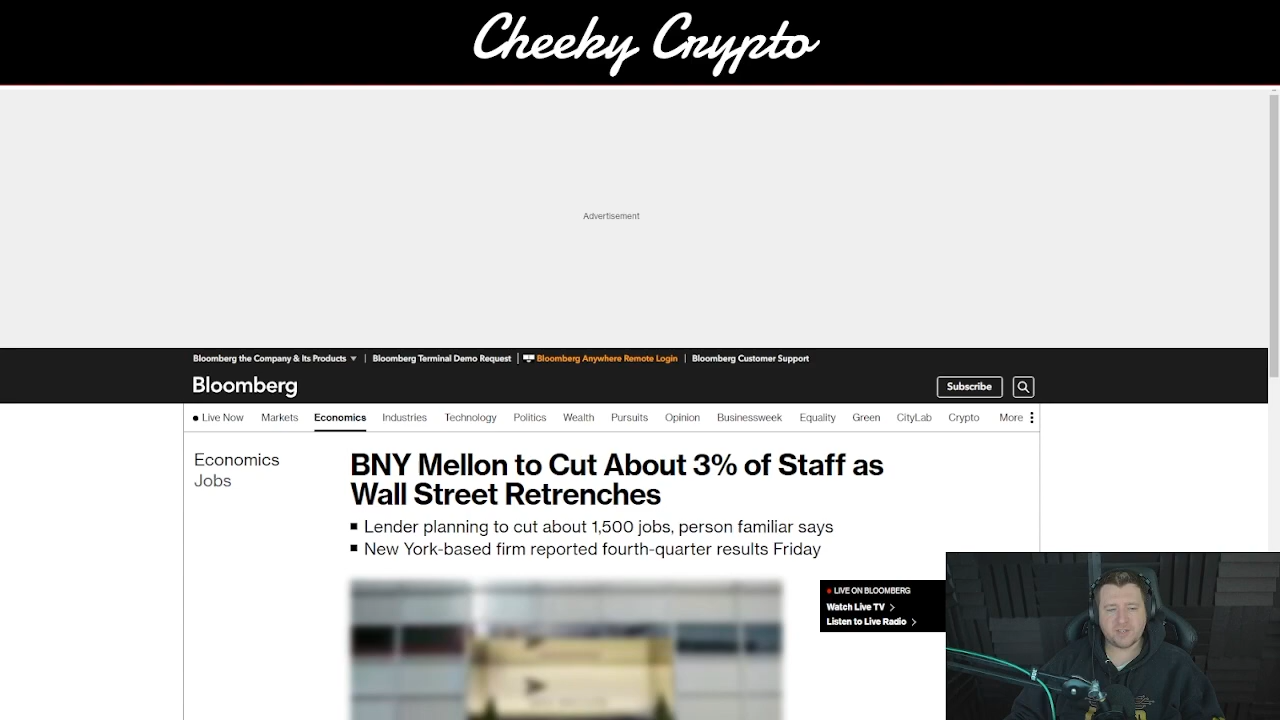 Cheeky Crypto
Advertisement
Bloomberg the Company & Its Products
Bloomberg Terminal Demo Request
Bloomberg Anywhere Remote Login
Bloomberg Customer Support
Bloomberg
Subscribe
Live Now
Markets
Economics
Industries
Technology
Politics
Wealth
Pursuits
Opinion
Businessweek
Equality
Green
CityLab
Crypto
More
Economics
Jobs
BNY Mellon to Cut About 3% of Staff as
Wall Street Retrenches
Lender planning to cut about 1,500 jobs, person familiar says
New York-based firm reported fourth-quarter results Friday
LIVE ON BLOOMBERG
Watch Live TV
Listen to Live Radio